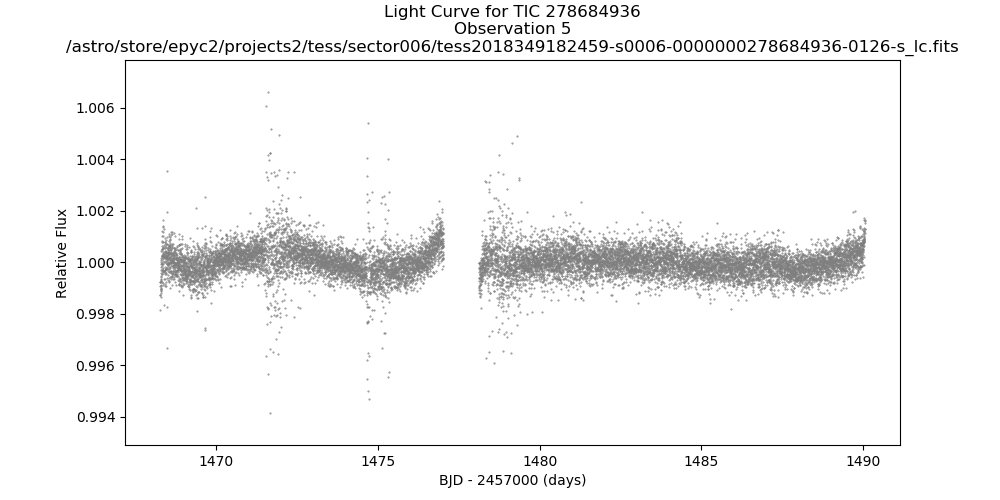 Light Curve for TIC 278684936
Observation 5
/astro/store/epyc2/projects2/tess/sector006/tess2018349182459-s0006-0000000278684936-0126-s_lc.fits
1.006
1.004
1.002
1.000
0.998
0.996
0.994
Relative Flux
1470
1475
1480
1485
1490
BJD - 2457000 (days)